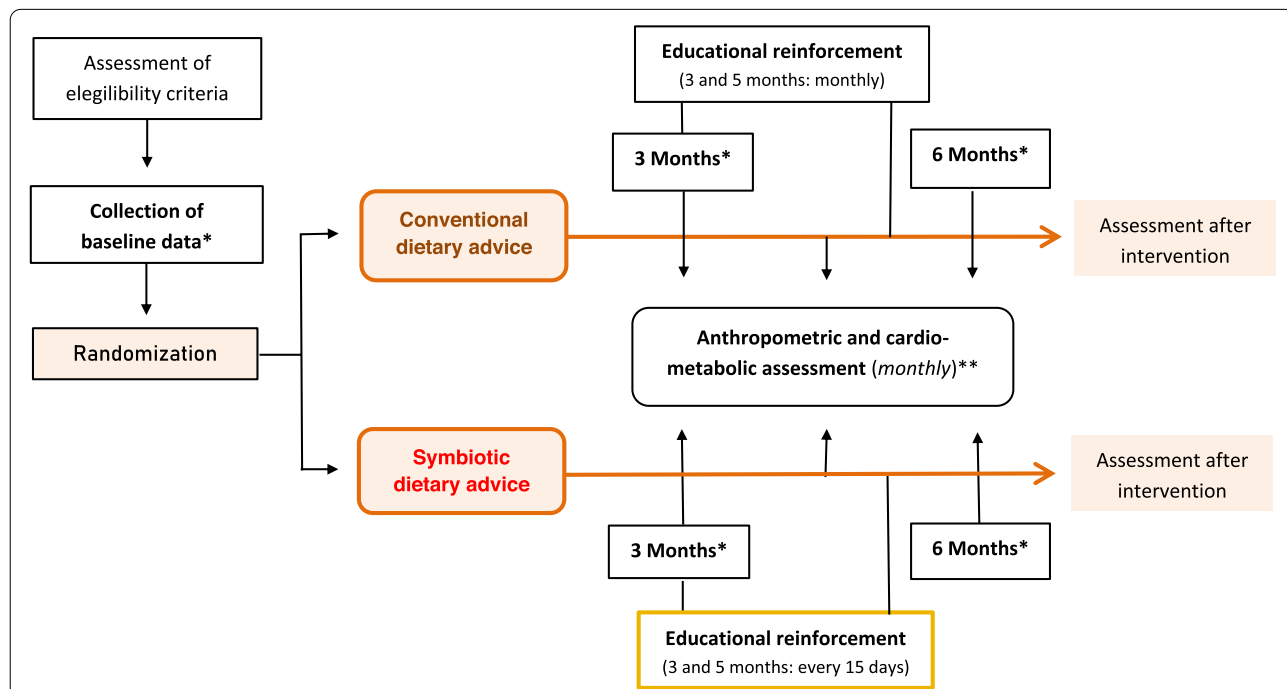 Assessment of
elegilibility criteria
Collection of
baseline data*
Randomization
Educational reinforcement
(3 and 5 months: monthly)
3 Months*
6 Months*
Conventional
dietary advice
Assessment after
intervention
Anthropometric and cardio-
metabolic assessment (monthly)**
Symbiotic
dietary advice
Assessment after
intervention
3 Months*
6 Months*
Educational reinforcement
(3 and 5 months: every 15 days)